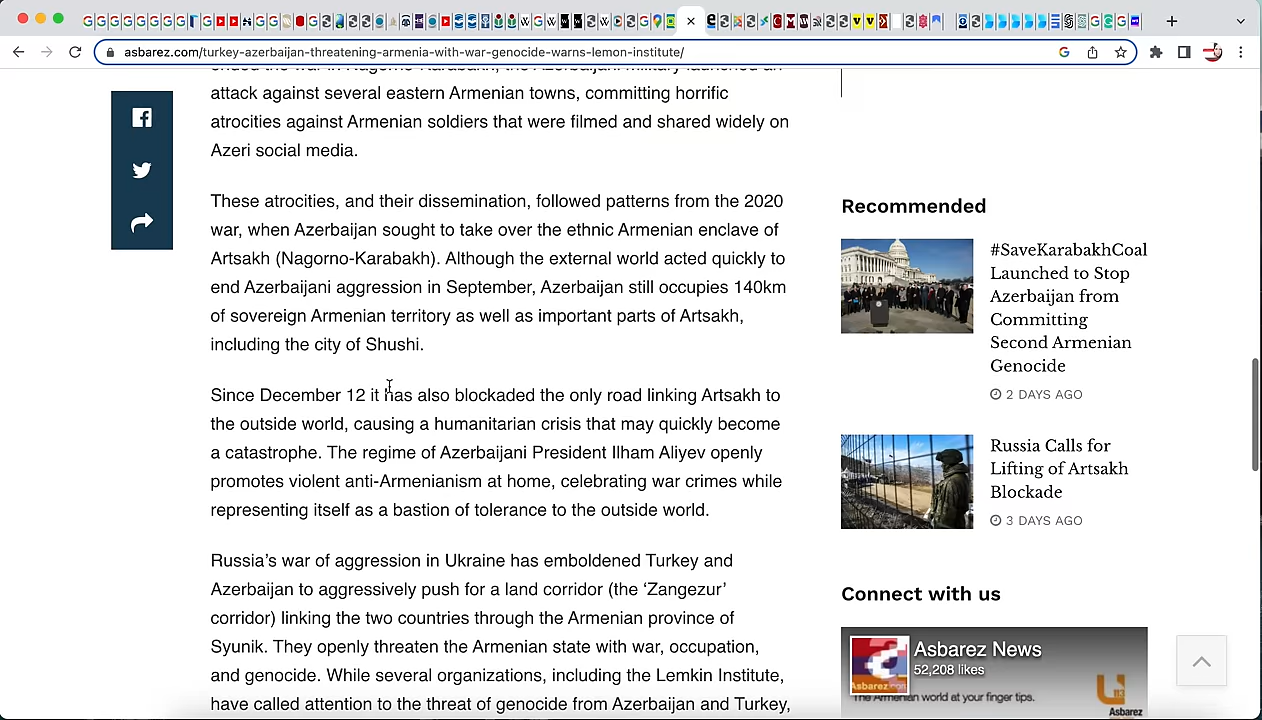 asbarez.com/turkey-azerbaijan-threatening-armenia-with-war-genocide-warns-lemon-institute/
attack against several eastern Armenian towns, committing horrific
atrocities against Armenian soldiers that were filmed and shared widely on
Azeri social media.
These atrocities, and their dissemination, followed patterns from the 2020
war, when Azerbaijan sought to take over the ethnic Armenian enclave of
Artsakh (Nagorno-Karabakh). Although the external world acted quickly to
end Azerbaijani aggression in September, Azerbaijan still occupies 140km
of sovereign Armenian territory as well as important parts of Artsakh,
including the city of Shushi.
Since December 12 it has also blockaded the only road linking Artsakh to
the outside world, causing a humanitarian crisis that may quickly become
a catastrophe. The regime of Azerbaijani President Ilham Aliyev openly
promotes violent anti-Armenianism at home, celebrating war crimes while
representing itself as a bastion of tolerance to the outside world.
Russia’s war of aggression in Ukraine has emboldened Turkey and
Azerbaijan to aggressively push for a land corridor (the ‘Zangezur’
corridor) linking the two countries through the Armenian province of
Syunik. They openly threaten the Armenian state with war, occupation,
and genocide. While several organizations, including the Lemkin Institute,
have called attention to the threat of genocide from Azerbaijan and Turkey,
Recommended
#SaveKarabakhCoal
Launched to Stop
Azerbaijan from
Committing
Second Armenian
Genocide
2 DAYS AGO
Russia Calls for
Lifting of Artsakh
Blockade
3 DAYS AGO
Connect with us
Asbarez News
52,208 likes
Asbarez.com
The Armenian world at your finger tips.
Asbarez